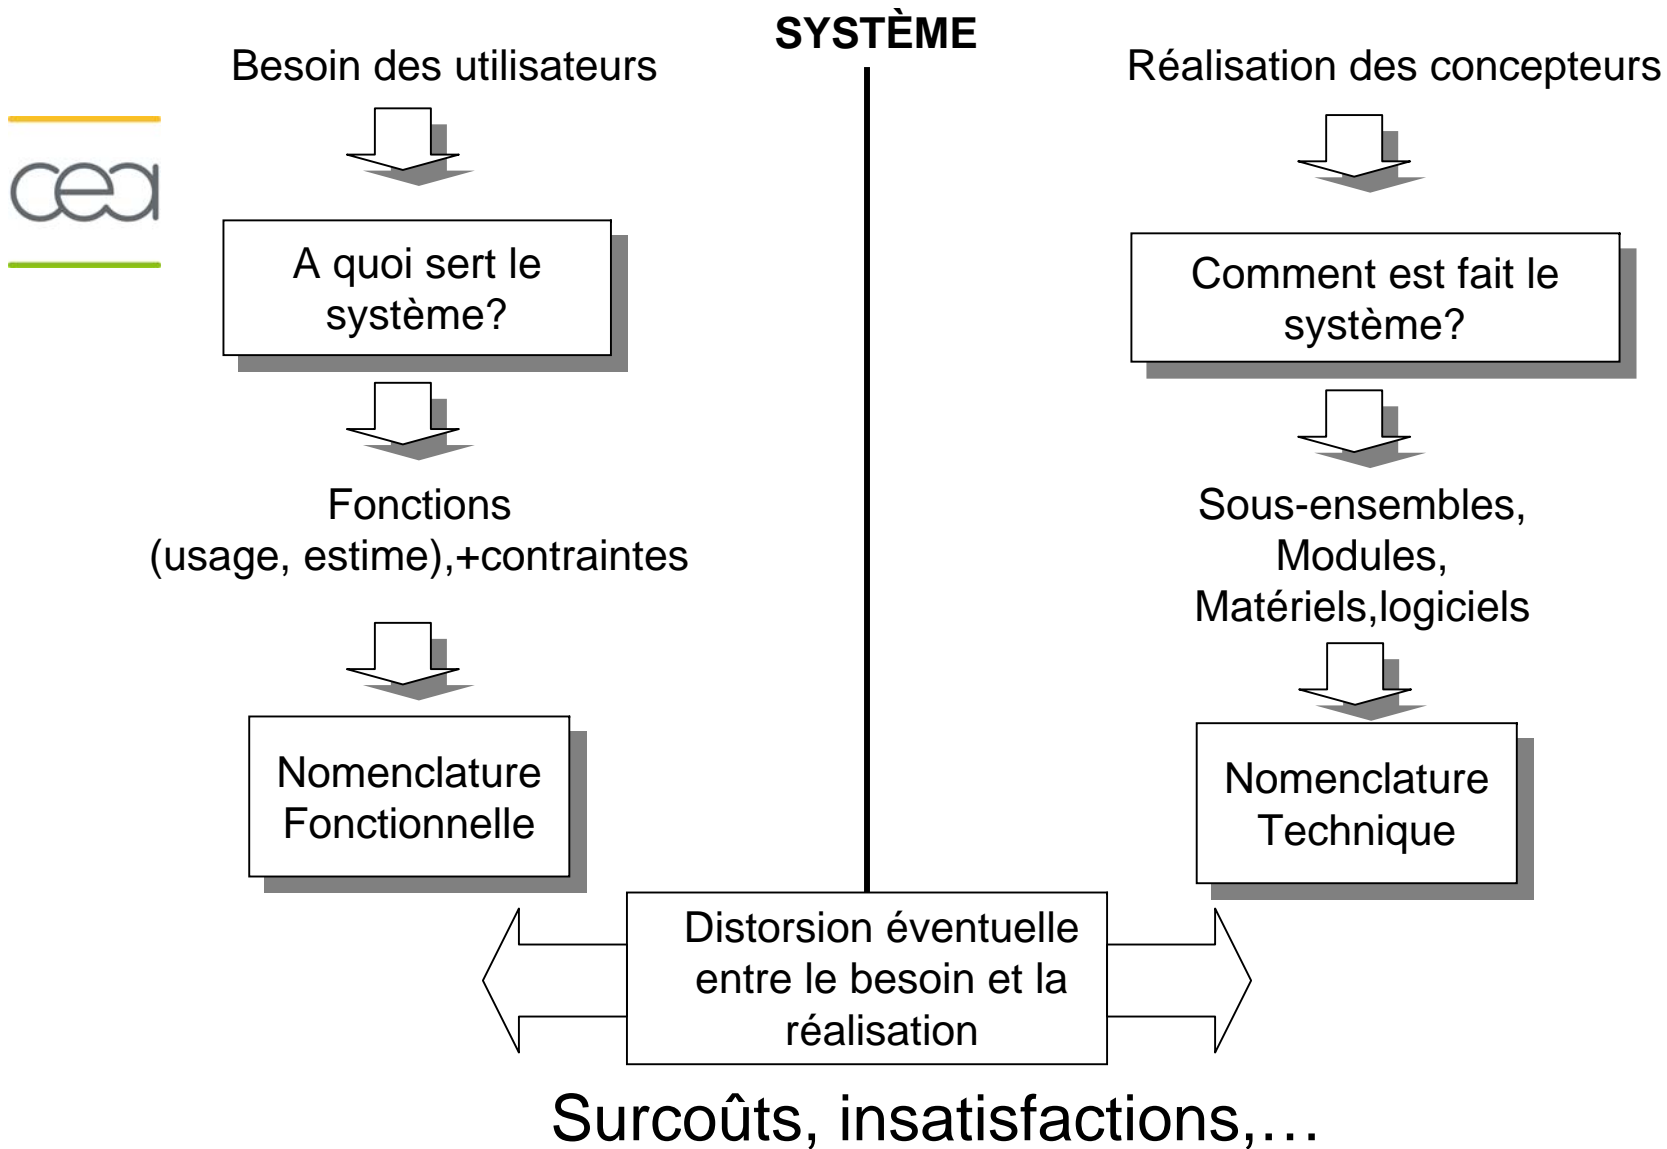 SYSTÈME
Besoin des utilisateurs
cea
A quoi sert le
système?
Fonctions
(usage, estime),+contraintes
Nomenclature
Fonctionnelle
Réalisation des concepteurs
Comment est fait le
système?
Sous-ensembles,
Modules,
Matériels,logiciels
Nomenclature
Technique
Distorsion éventuelle
entre le besoin et la
réalisation
Surcoûts, insatisfactions,…